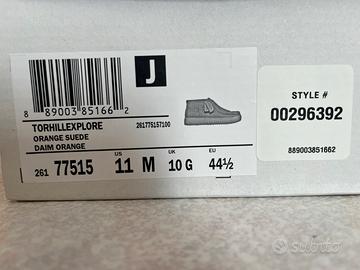 J
STYLE #
00296392
889003851662
8 89003 85166 2
TORHILLEXPLORE 261775157100
ORANGE SUEDE
DAIM ORANGE
261 77515 US 11 M UK 10 G EU 44½
Subito